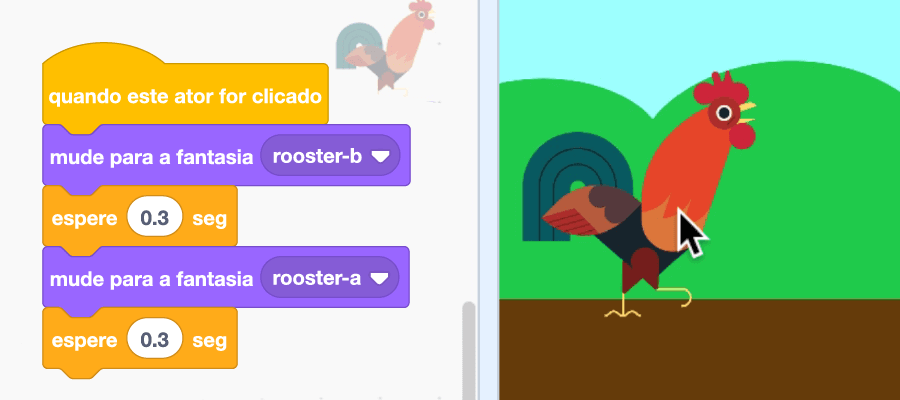 quando este ator for clicado
mude para a fantasia rooster-b
espere 0.3 seg
mude para a fantasia rooster-a
espere 0.3 seg